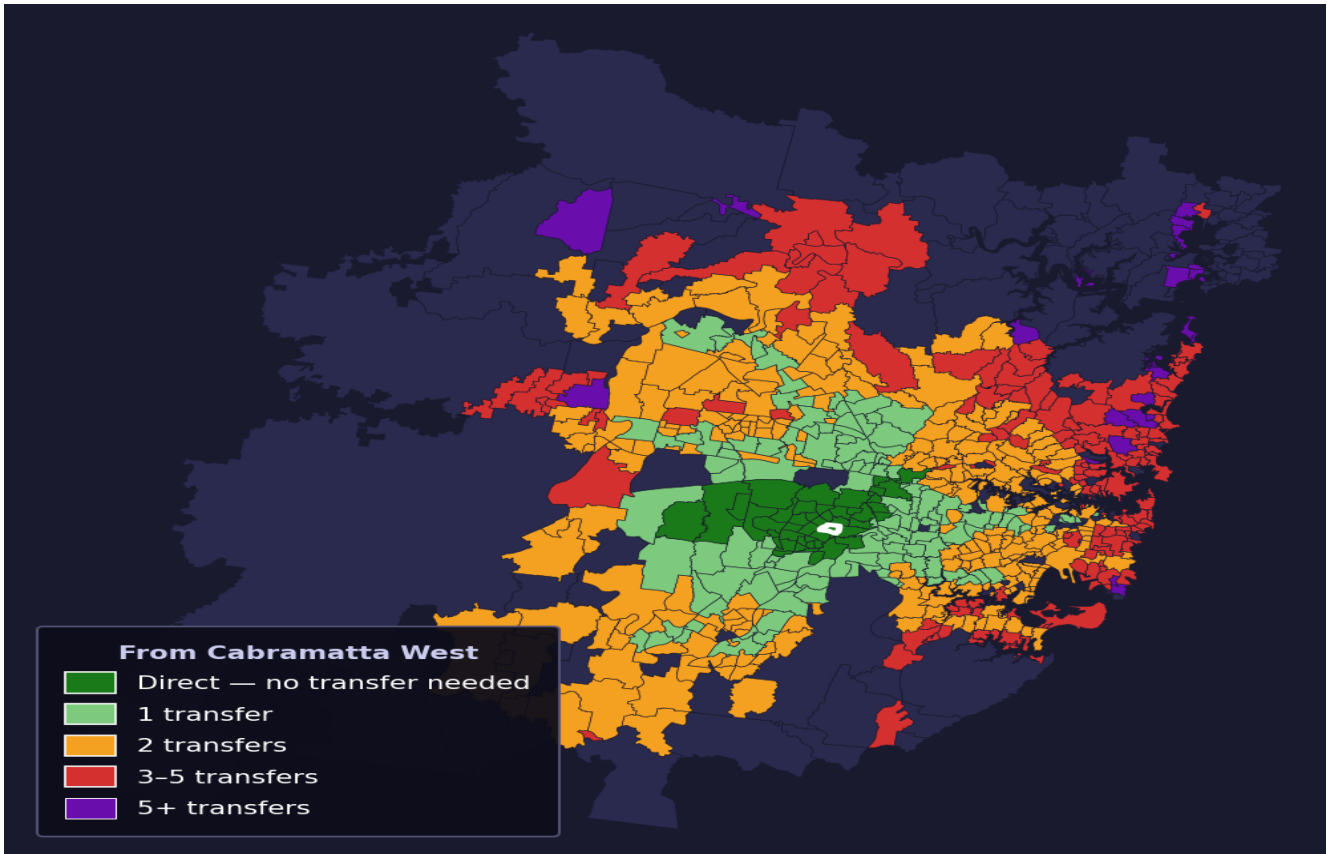 From Cabramatta West
Direct — no transfer needed
1 transfer
2 transfers
3–5 transfers
5+ transfers